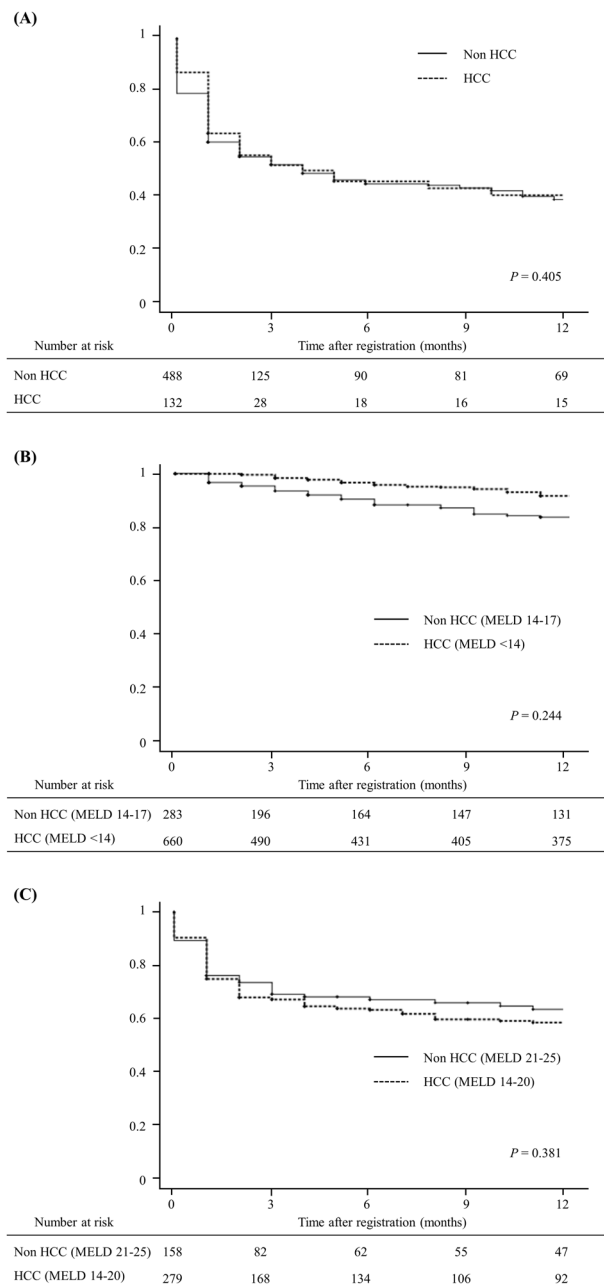 (A)
1
0.8
0.6
0.4
0.2
0
Non HCC
HCC
P = 0.405
0 3 6 9 12
Number at risk Time after registration (months)
Non HCC 488 125 90 81 69
HCC 132 28 18 16 15
(B)
1
0.8
0.6
0.4
0.2
0
Non HCC (MELD 14-17)
HCC (MELD <14)
P = 0.244
0 3 6 9 12
Number at risk Time after registration (months)
Non HCC (MELD 14-17) 283 196 164 147 131
HCC (MELD <14) 660 490 431 405 375
(C)
1
0.8
0.6
0.4
0.2
0
Non HCC (MELD 21-25)
HCC (MELD 14-20)
P = 0.381
0 3 6 9 12
Number at risk Time after registration (months)
Non HCC (MELD 21-25) 158 82 62 55 47
HCC (MELD 14-20) 279 168 134 106 92